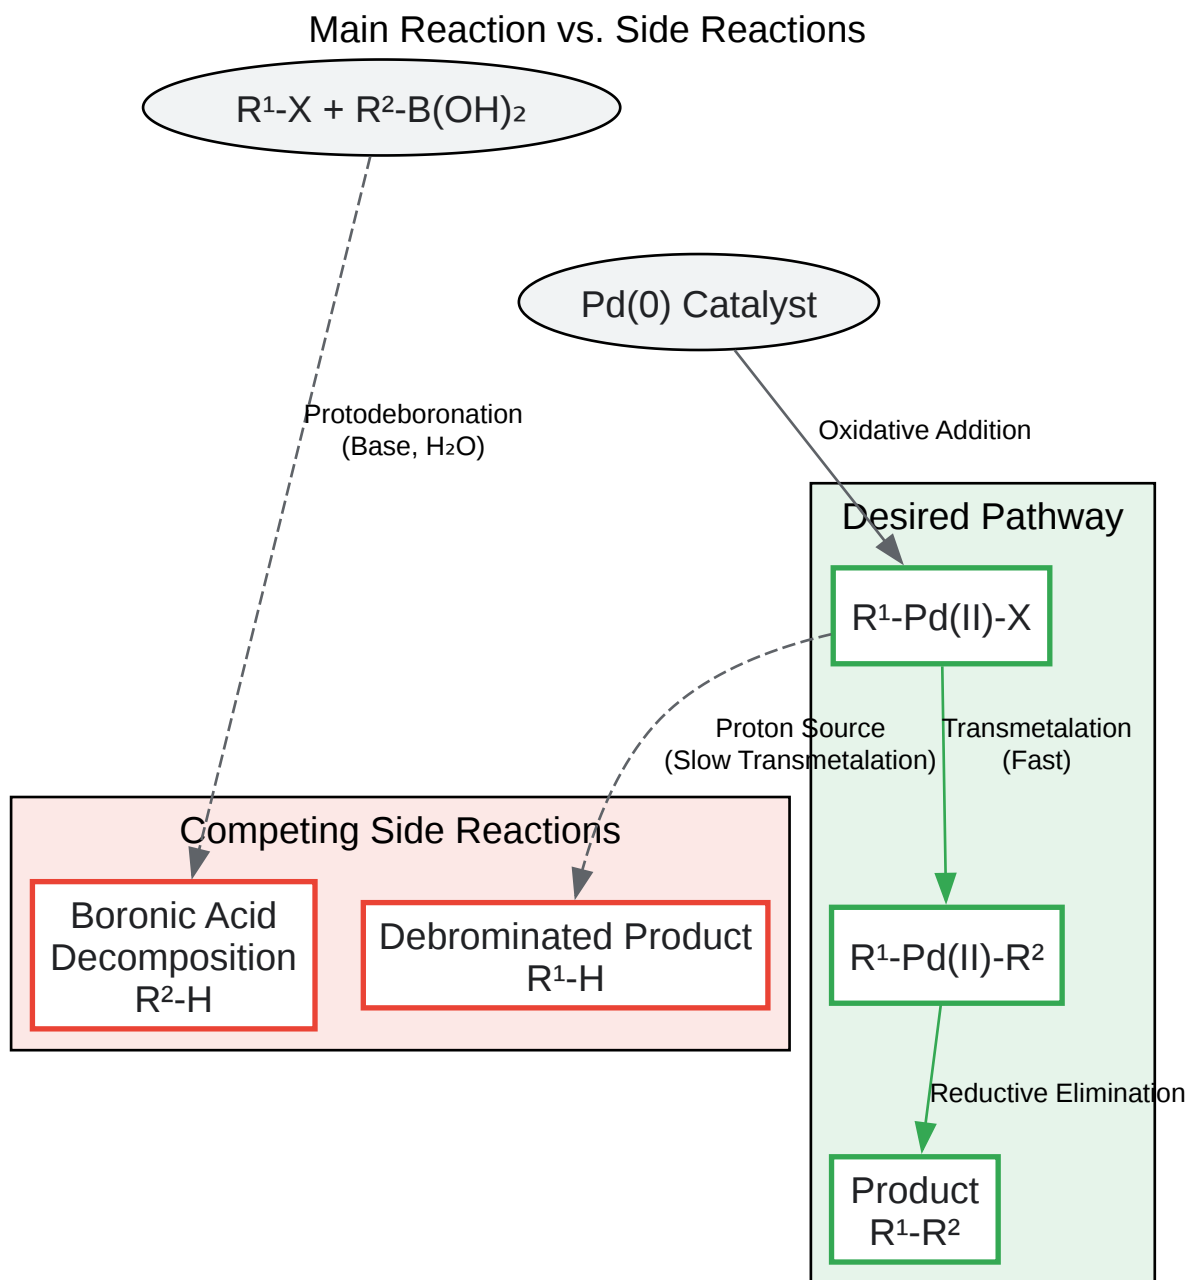 Main Reaction vs. Side Reactions
R¹-X + R²-B(OH)₂
Pd(0) Catalyst
Protodeboronation
(Base, H₂O)
Oxidative Addition
Desired Pathway
R¹-Pd(II)-X
Proton Source
(Slow Transmetalation)
Transmetalation
(Fast)
Competing Side Reactions
Boronic Acid
Decomposition
R²-H
Debrominated Product
R¹-H
R¹-Pd(II)-R²
Reductive Elimination
Product
R¹-R²